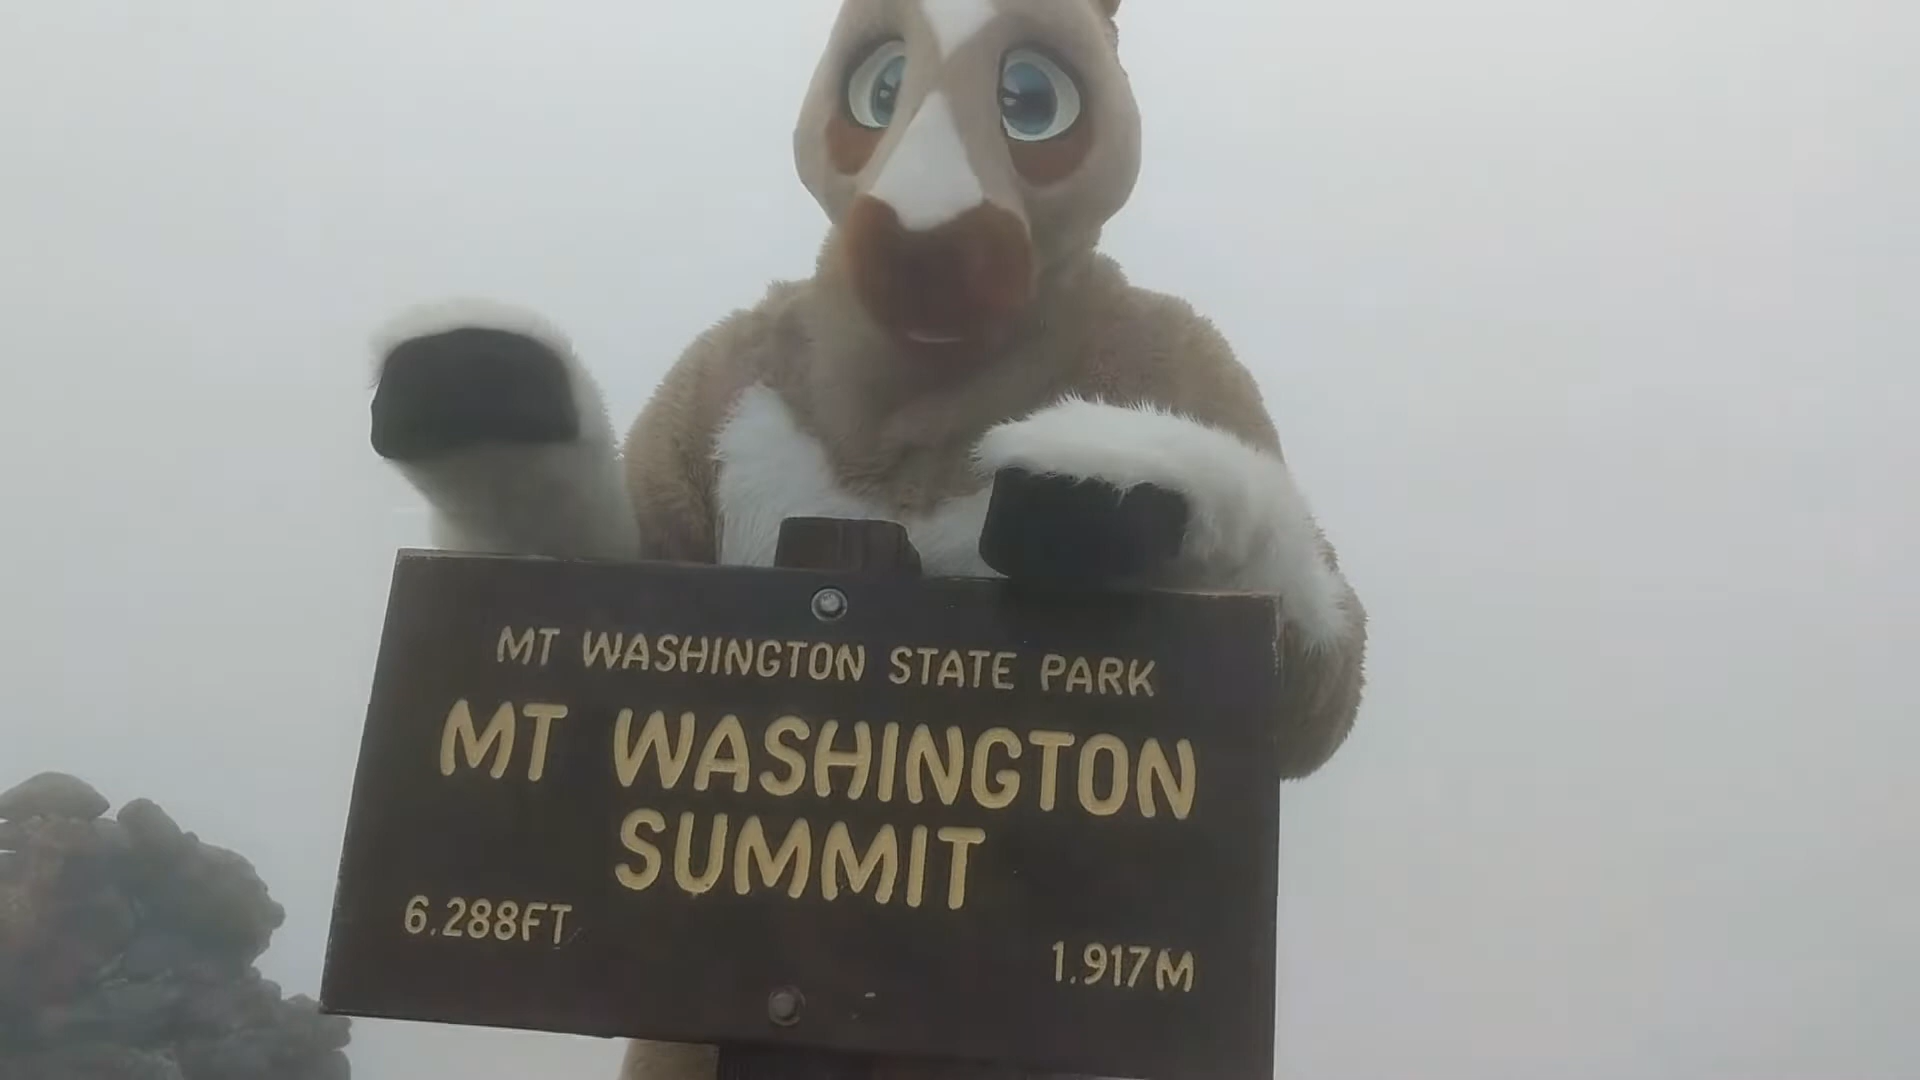 MT WASHINGTON STATE PARK
MT WASHINGTON
SUMMIT
6.288FT
1.917M